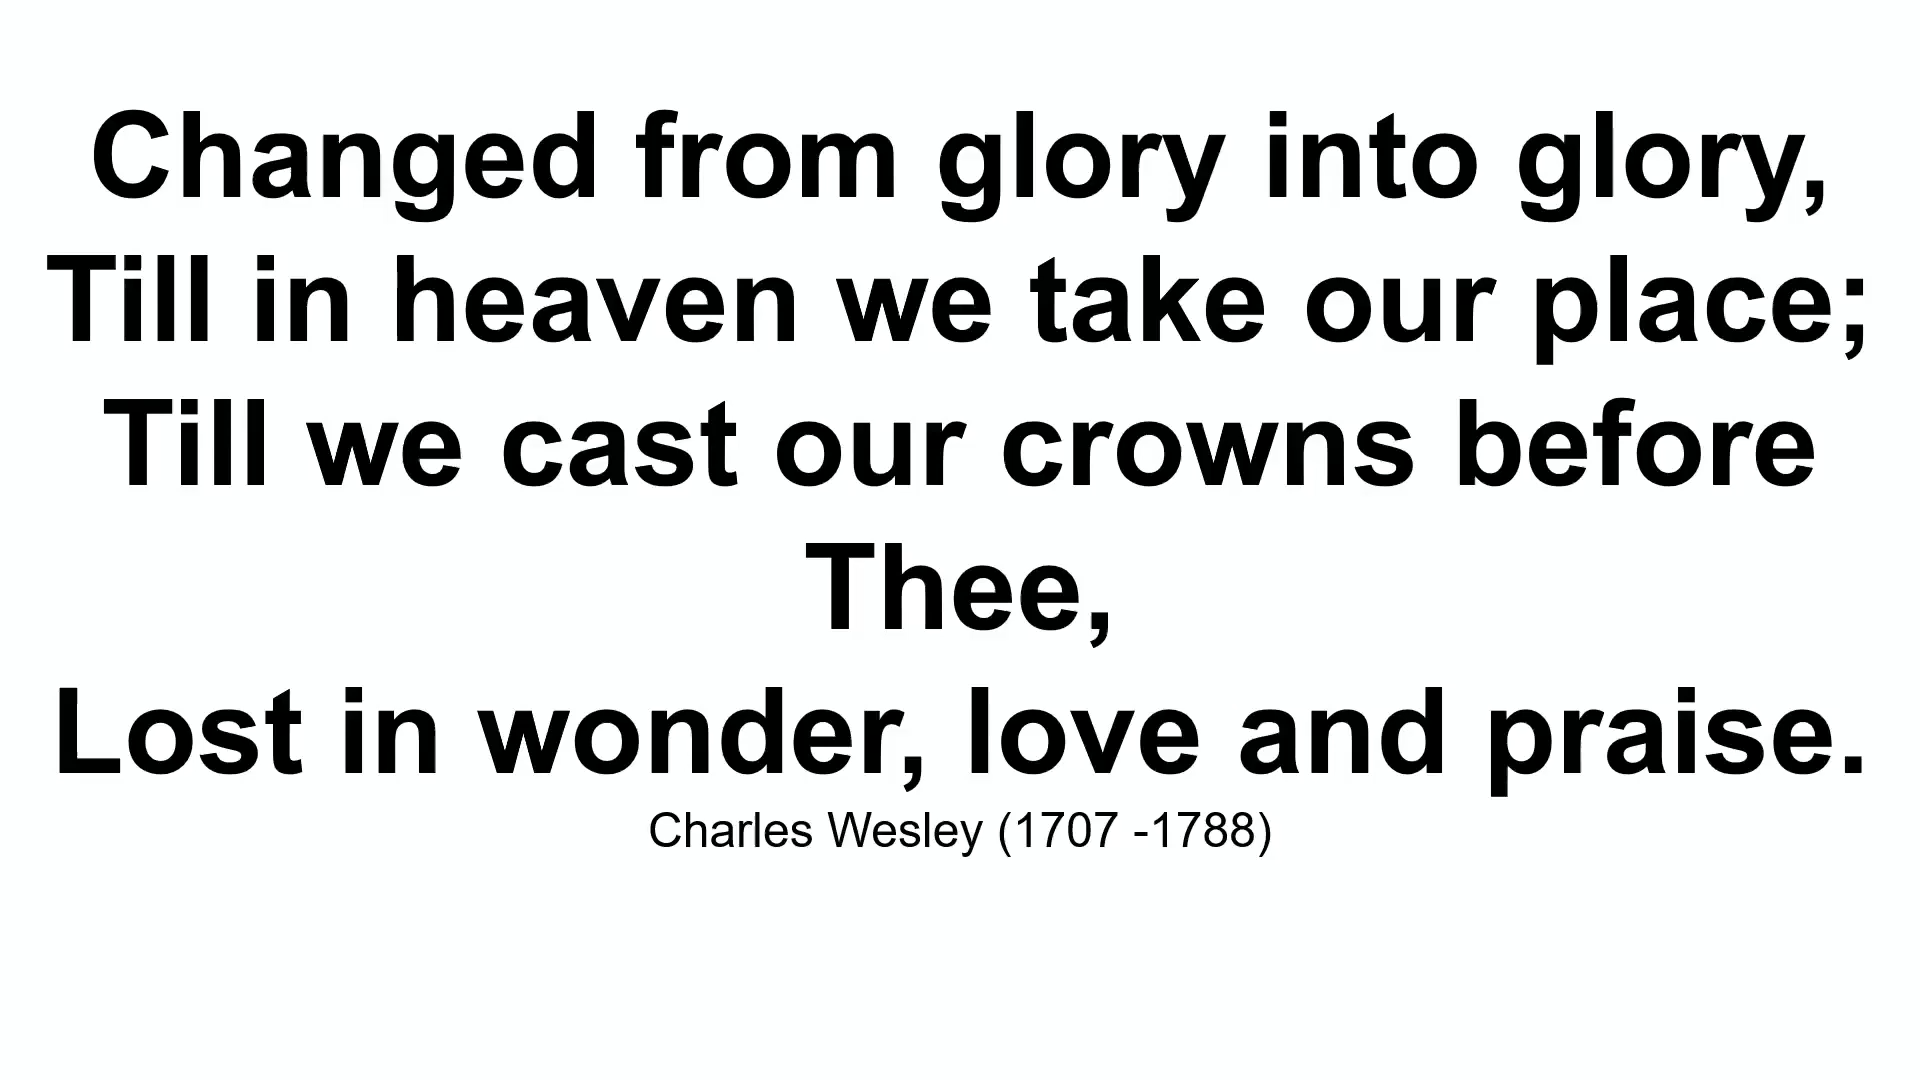 Changed from glory into glory,
Till in heaven we take our place;
Till we cast our crowns before
Thee,
Lost in wonder, love and praise.
Charles Wesley (1707 -1788)